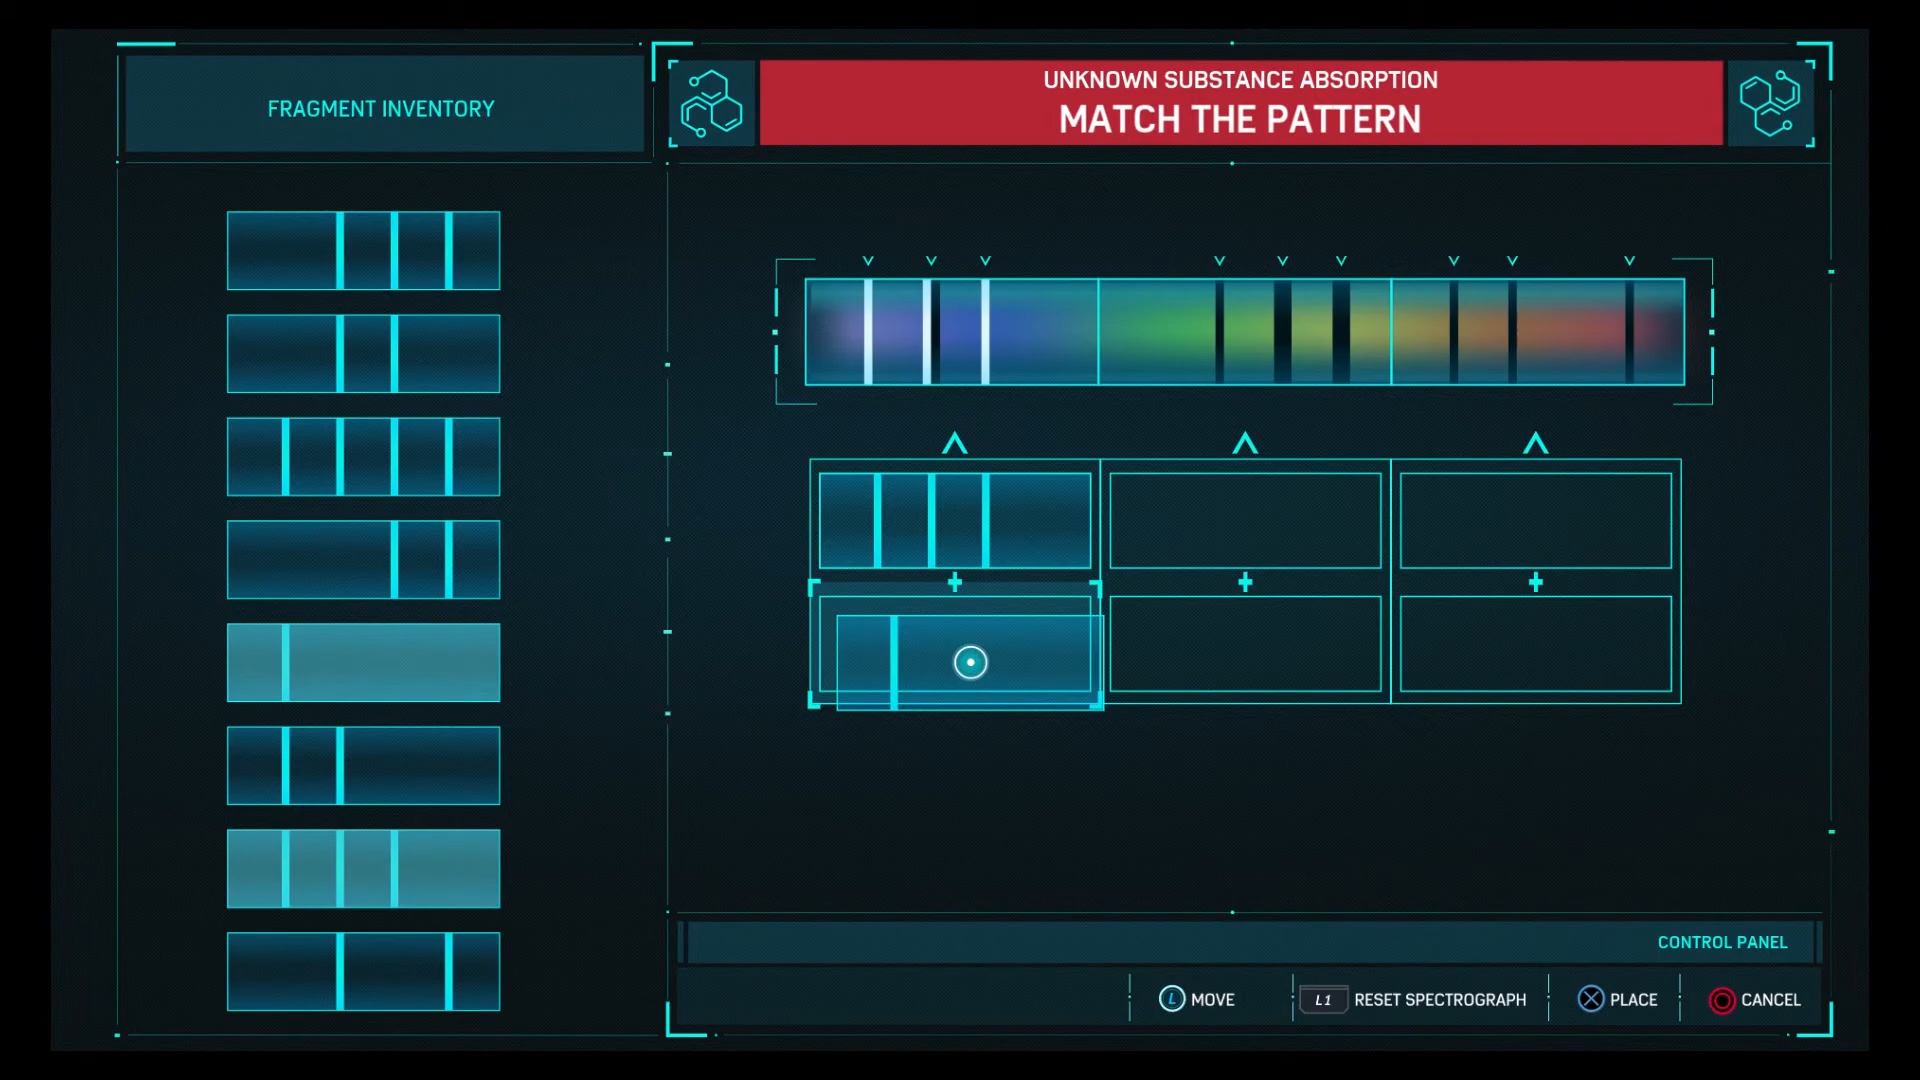 FRAGMENT INVENTORY
UNKNOWN SUBSTANCE ABSORPTION
MATCH THE PATTERN
CONTROL PANEL
L MOVE
L1 RESET SPECTROGRAPH
PLACE
CANCEL